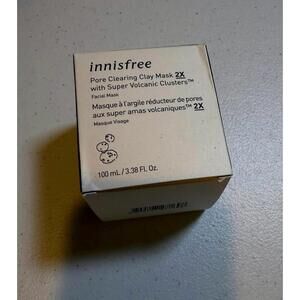 innisfree
Pore Clearing Clay Mask 2X
with Super Volcanic Clusters™
Facial Mask
Masque à l'argile réducteur de pores
aux super amas volcaniques™ 2X
Masque Visage
100 mL / 3.38 Fl. Oz.